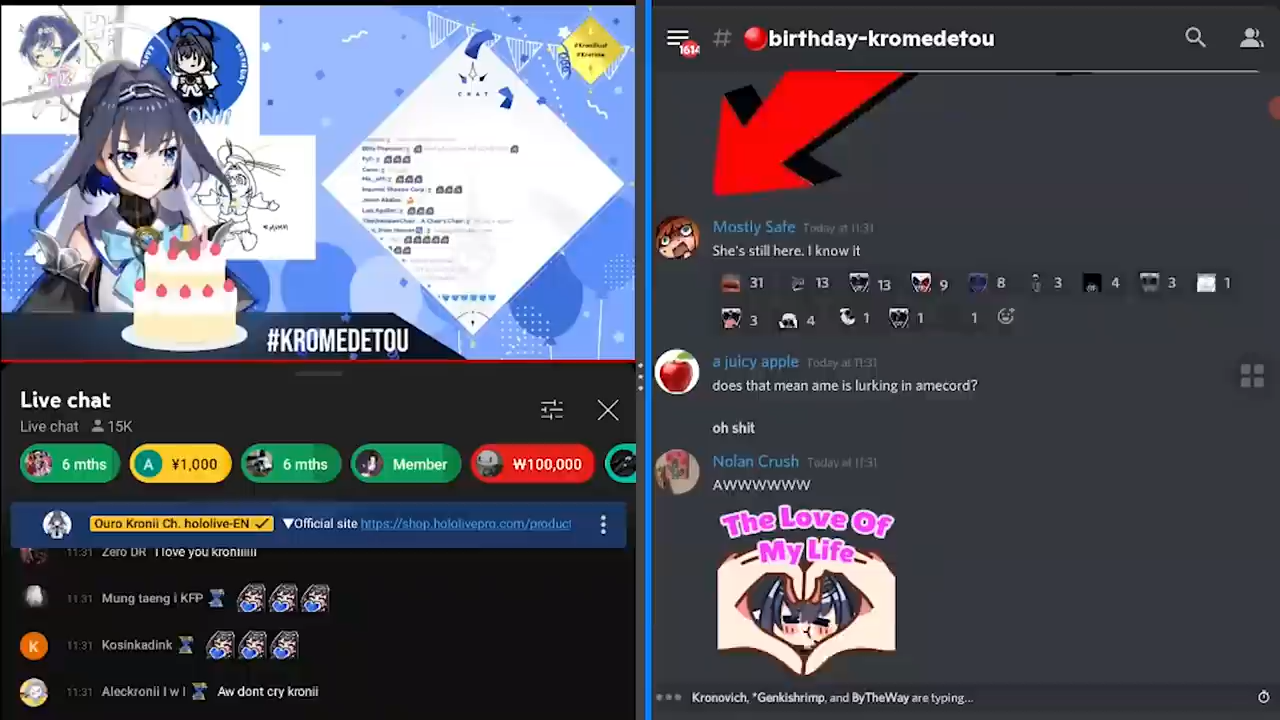 CHAT
#KROMEDETOU
Live chat
Live chat 15K
6 mths
A ¥1,000
6 mths
Member
₩100,000
Ouro Kronii Ch. hololive-EN ▼Official site https://shop.hololivepro.com/product
11:31 Zero DR I love you kroniiiiii
11:31 Mung taeng i KFP
K 11:31 Kosinkadink
11:31 Aleckronii I w I Aw dont cry kronii
1614 # birthday-kromedetou
Mostly Safe Today at 11:31
She's still here. I know it
31 13 13 9 8 3 4 3 1
3 4 1 1 1
a juicy apple Today at 11:31
does that mean ame is lurking in amecord?
oh shit
Nolan Crush Today at 11:31
AWWWWWW
The Love Of
My Life
Kronovich, *Genkishrimp, and ByTheWay are typing...